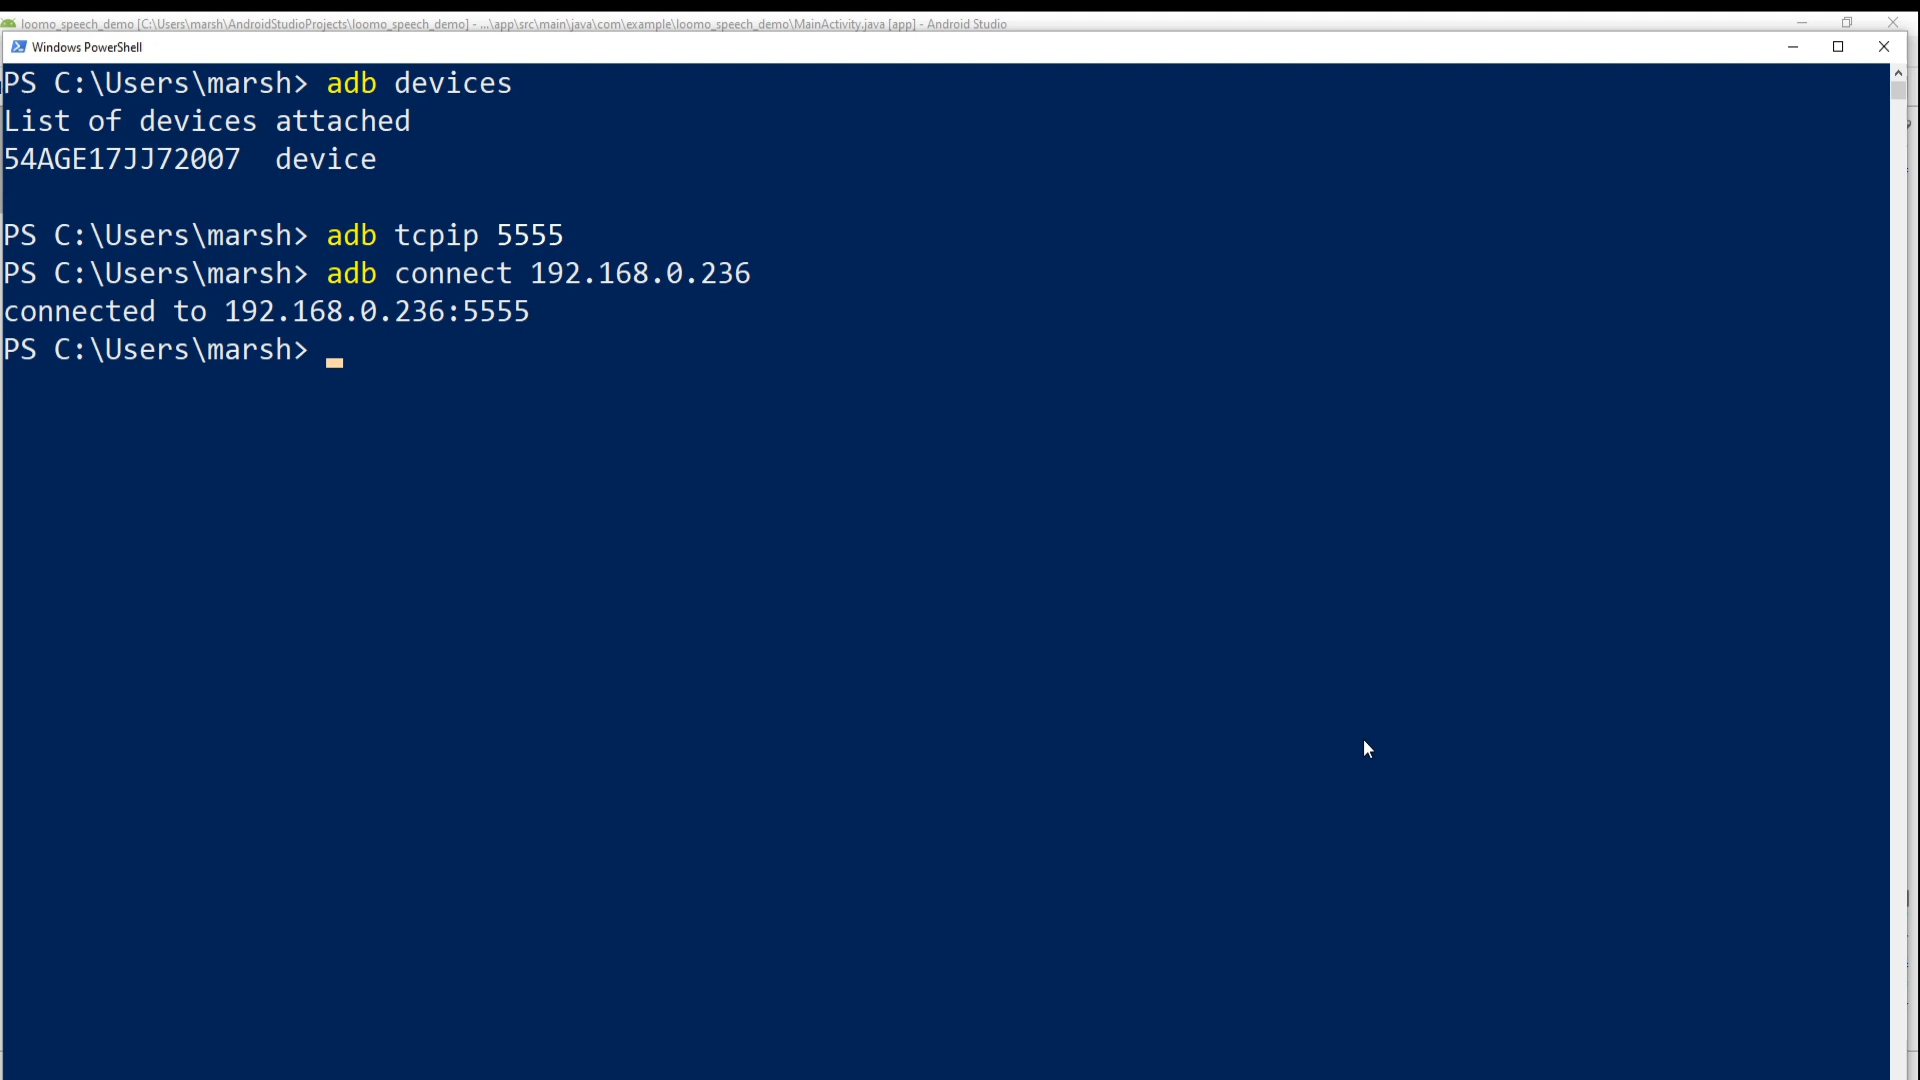 loomo_speech_demo [C:\Users\marsh\AndroidStudioProjects\loomo_speech_demo] - ...\app\src\main\java\com\example\loomo_speech_demo\MainActivity.java [app] - Android Studio
Windows PowerShell
PS C:\Users\marsh> adb devices
List of devices attached
54AGE17JJ72007  device
PS C:\Users\marsh> adb tcpip 5555
PS C:\Users\marsh> adb connect 192.168.0.236
connected to 192.168.0.236:5555
PS C:\Users\marsh>